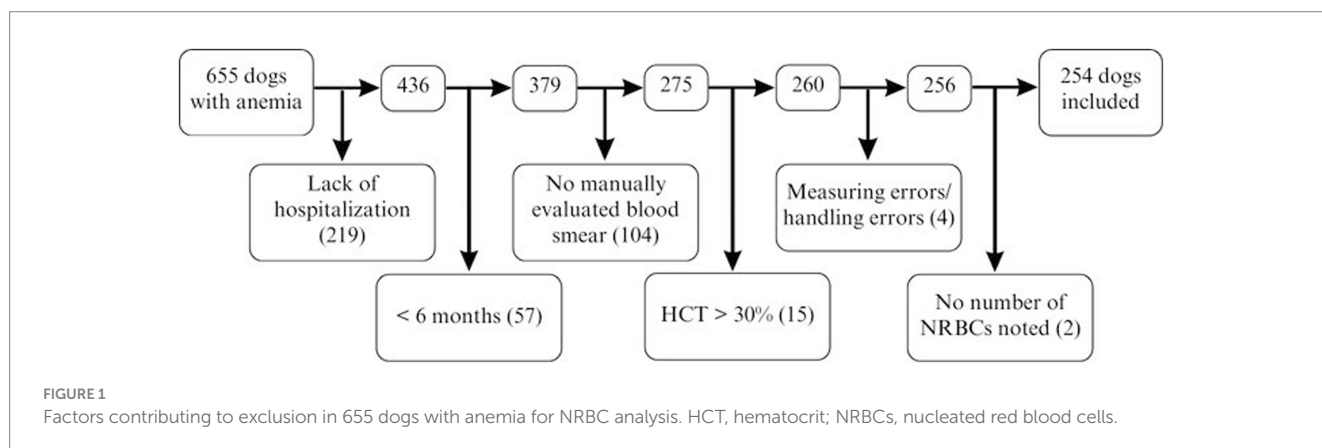 655 dogs
with anemia
436
379
275
260
256
254 dogs
included
Lack of
hospitalization
(219)
No manually
evaluated blood
smear (104)
Measuring errors/
handling errors (4)
< 6 months (57)
HCT > 30% (15)
No number of
NRBCs noted (2)
FIGURE 1
Factors contributing to exclusion in 655 dogs with anemia for NRBC analysis. HCT, hematocrit; NRBCs, nucleated red blood cells.